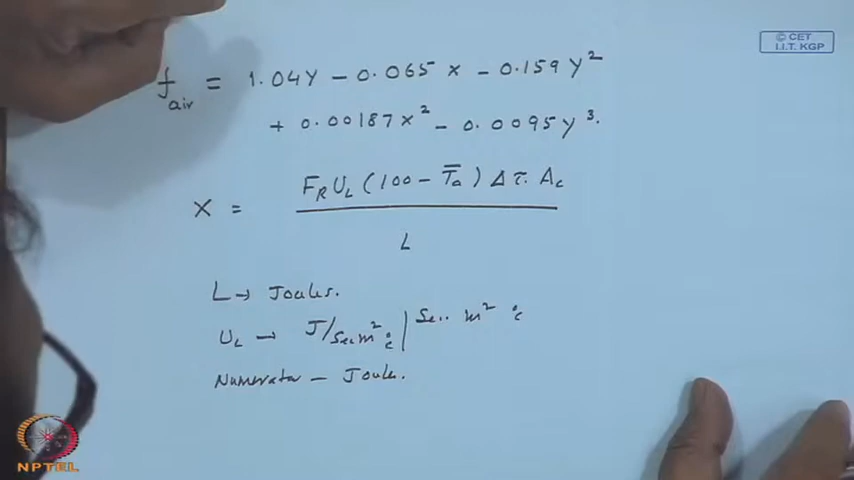 © CET
I.I.T. KGP
f_air = 1.04Y − 0.065 X − 0.159 Y²
+ 0.00187 X² − 0.0095 Y³.
X = F_R U_L (100 − T̅_a) Δτ. A_c / L
L → Joules.
U_L → J/Sec m² °C | Sec.. m² °C
Numerator − Joule.
NPTEL